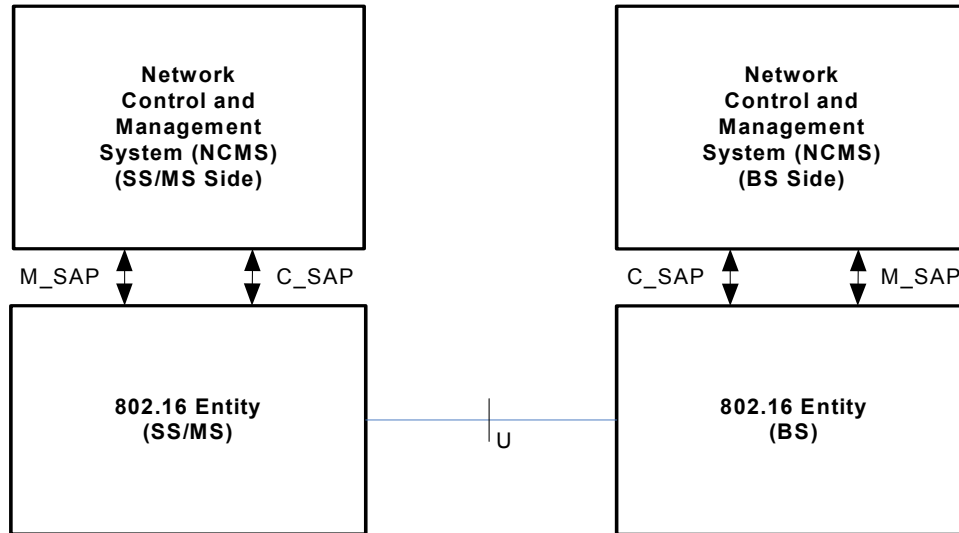 Network
Control and
Management
System (NCMS)
(SS/MS Side)
Network
Control and
Management
System (NCMS)
(BS Side)
M_SAP
C_SAP
C_SAP
M_SAP
802.16 Entity
(SS/MS)
U
802.16 Entity
(BS)